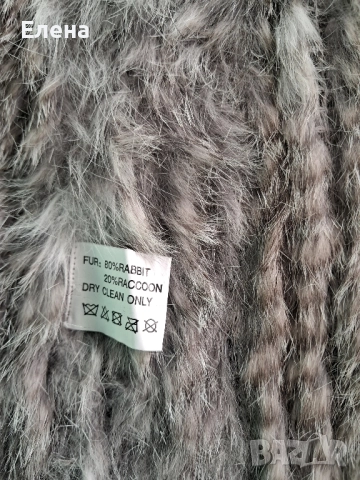 Елена
FUR: 80%RABBIT
20%RACCOON
DRY CLEAN ONLY
BAZAR